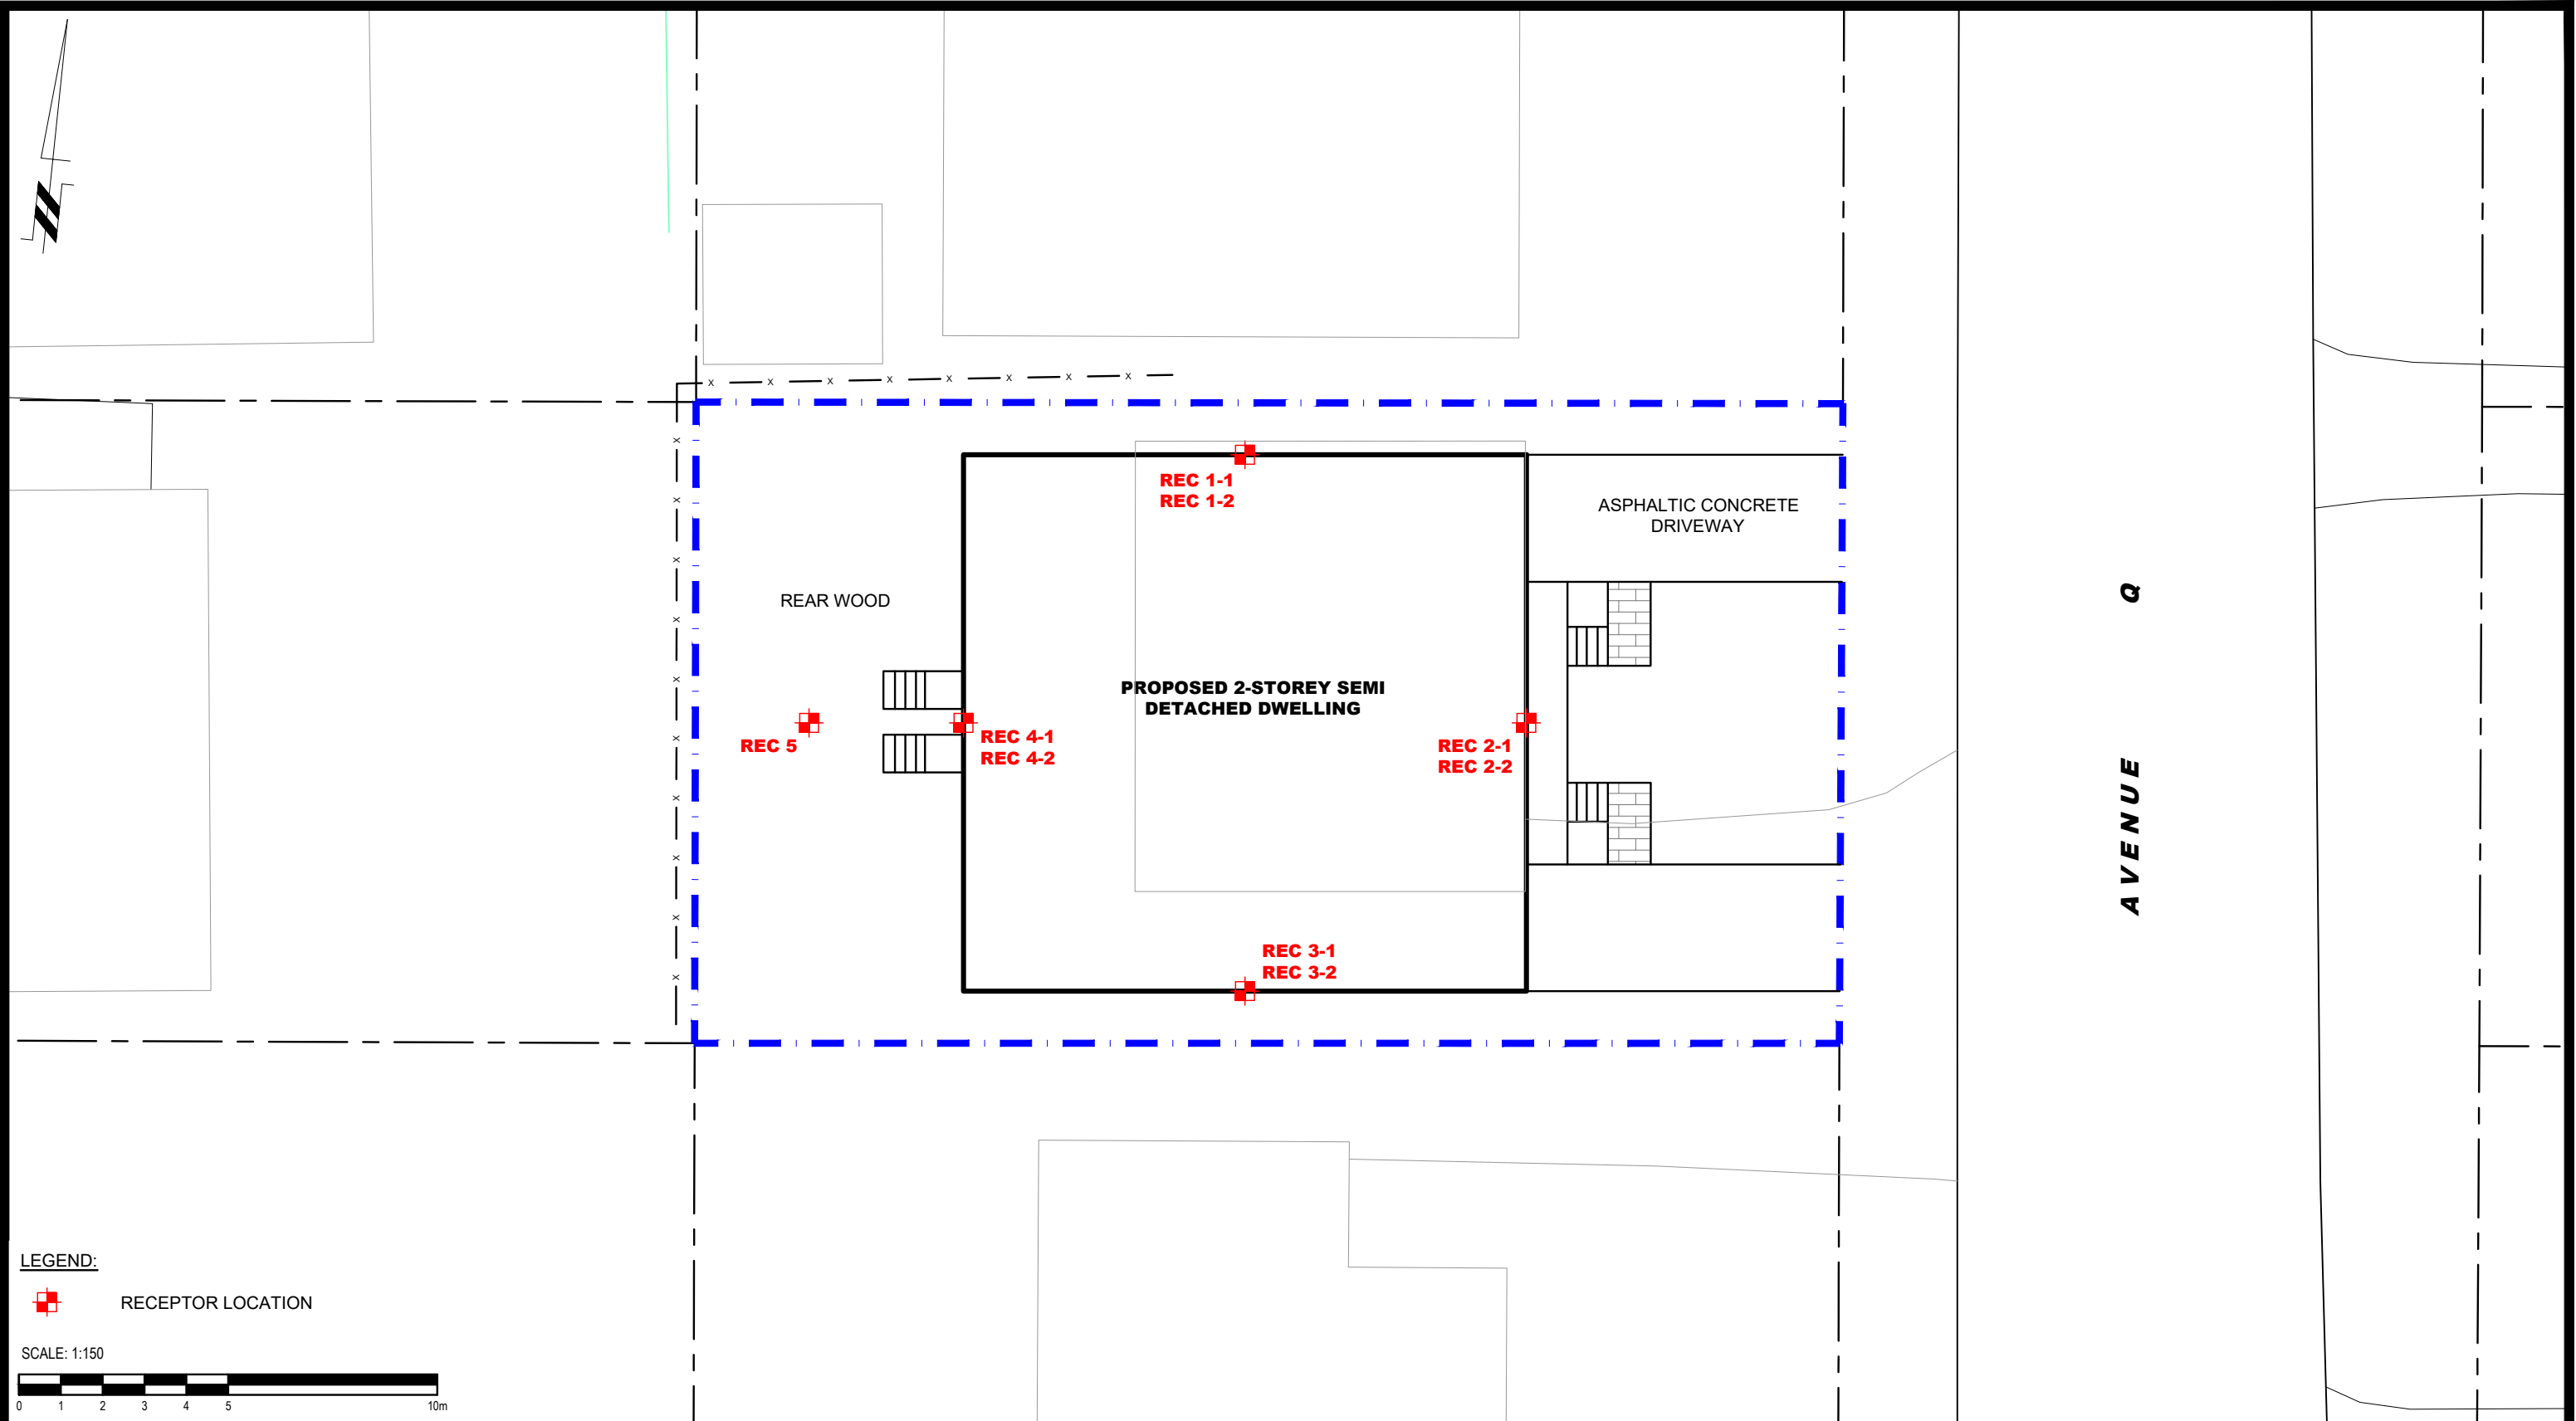 N
REC 1-1
REC 1-2
ASPHALTIC CONCRETE
DRIVEWAY
REAR WOOD
PROPOSED 2-STOREY SEMI
DETACHED DWELLING
REC 5
REC 4-1
REC 4-2
REC 2-1
REC 2-2
AVENUE Q
REC 3-1
REC 3-2
LEGEND:
RECEPTOR LOCATION
SCALE: 1:150
0 1 2 3 4 5 10m